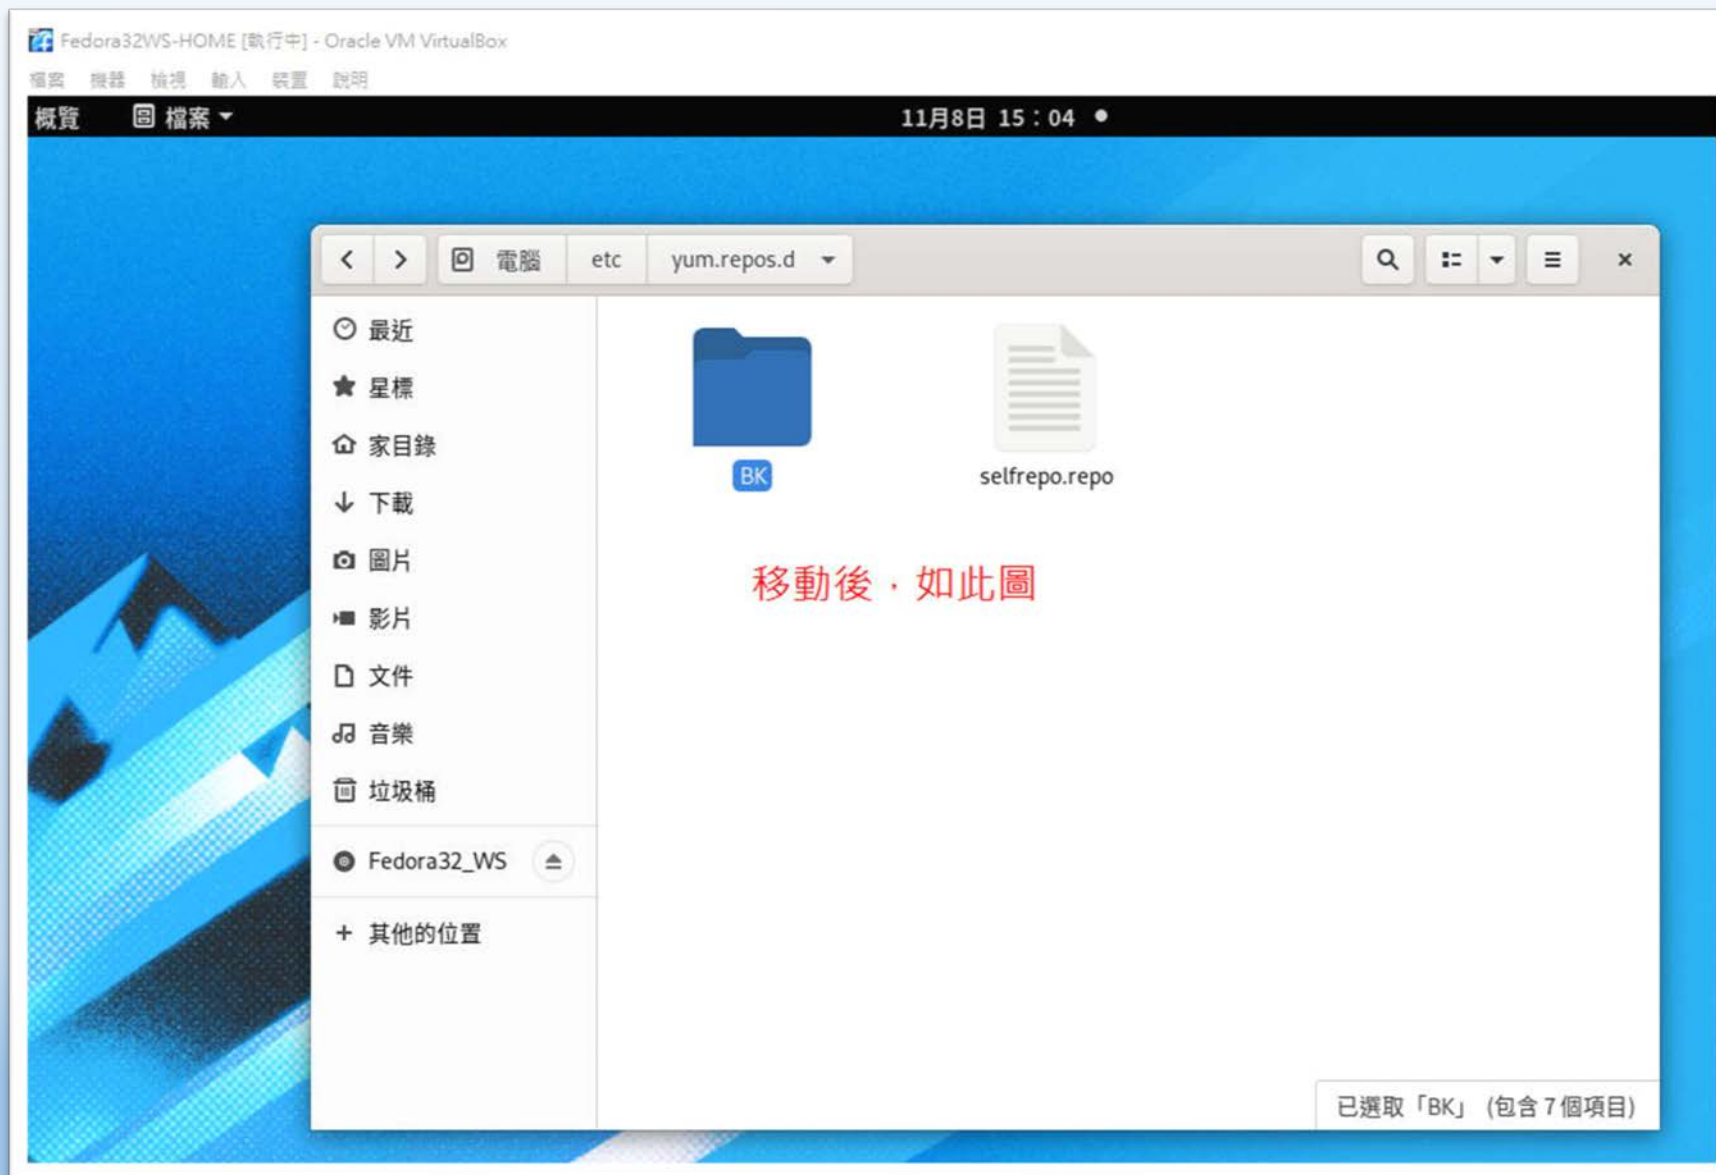 Fedora32WS-HOME [執行中] - Oracle VM VirtualBox
檔案 機器 檢視 輸入 裝置 說明
概覽 檔案 11月8日 15：04
電腦 etc yum.repos.d
最近
星標
家目錄
下載
圖片
影片
文件
音樂
垃圾桶
Fedora32_WS
其他的位置
BK selfrepo.repo
移動後，如此圖
已選取「BK」 (包含 7 個項目)